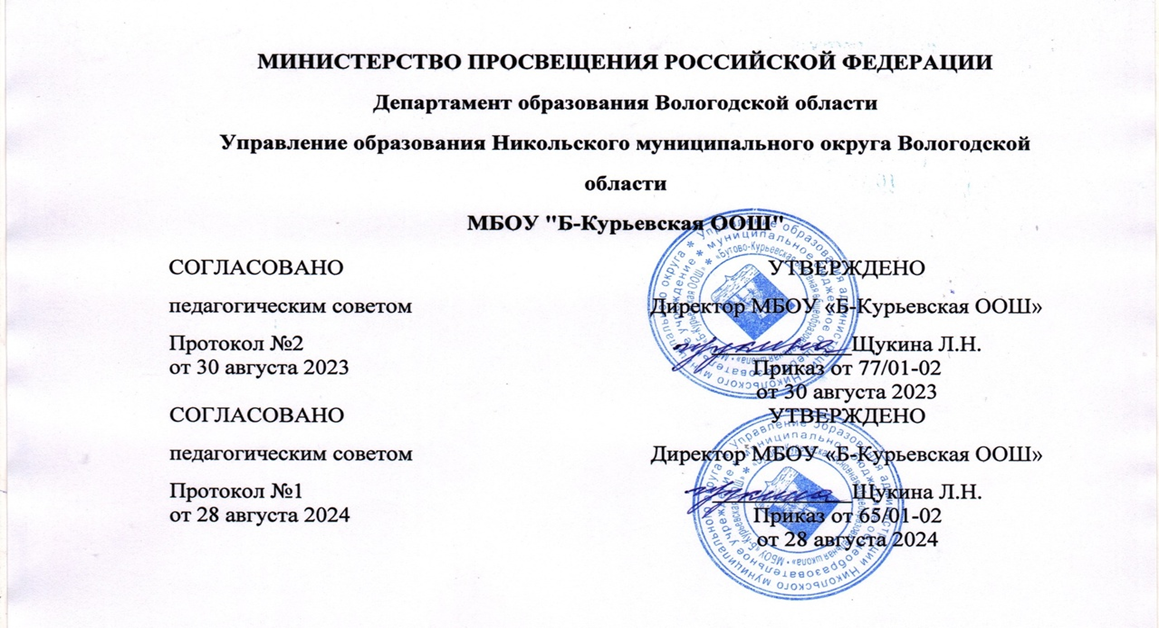 МИНИСТЕРСТВО ПРОСВЕЩЕНИЯ РОССИЙСКОЙ ФЕДЕРАЦИИ
Департамент образования Вологодской области
Управление образования Никольского муниципального округа Вологодской
области
МБОУ "Б-Курьевская ООШ"
СОГЛАСОВАНО
педагогическим советом
Протокол №2
от 30 августа 2023
УТВЕРЖДЕНО
Директор МБОУ «Б-Курьевская ООШ»
Щукина Л.Н.
Приказ от 77/01-02
от 30 августа 2023
СОГЛАСОВАНО
педагогическим советом
Протокол №1
от 28 августа 2024
УТВЕРЖДЕНО
Директор МБОУ «Б-Курьевская ООШ»
Щукина Л.Н.
Приказ от 65/01-02
от 28 августа 2024